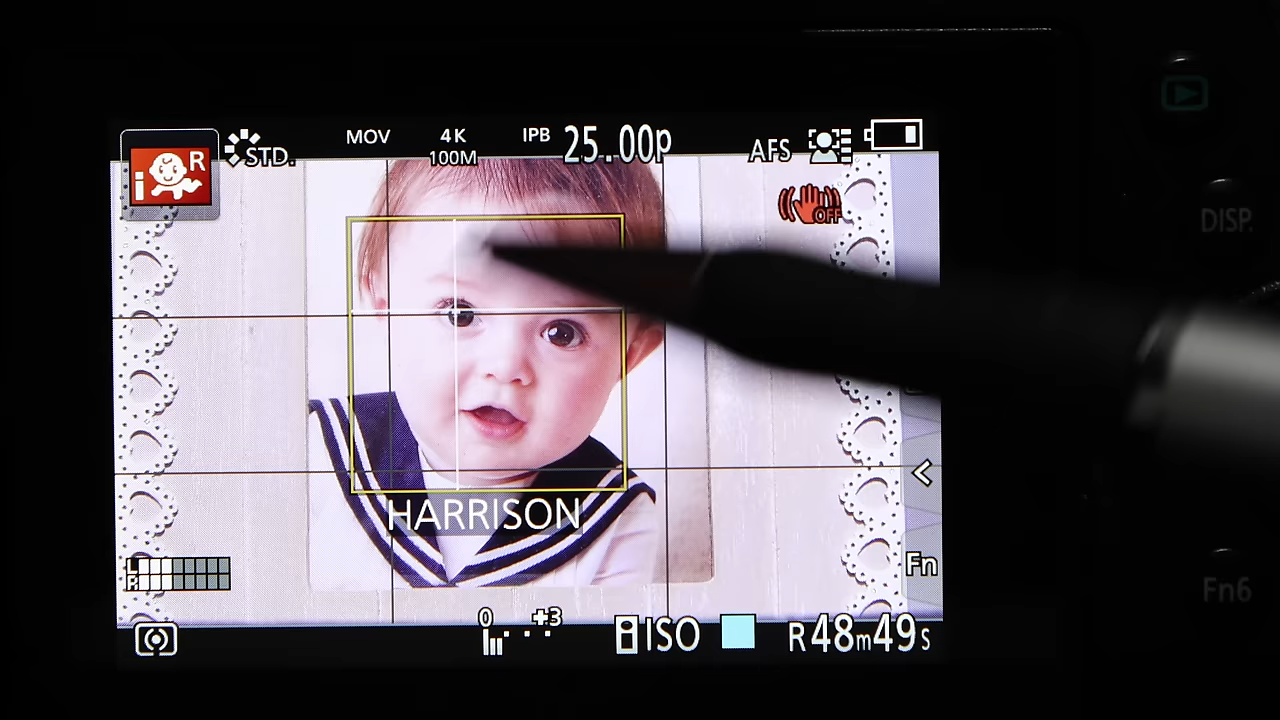 i R
STD.
MOV
4K
100M
IPB
25.00p
AFS
OFF
DISP.
HARRISON
L
R
Fn
Fn6
0 +3
i ISO
R48m49s